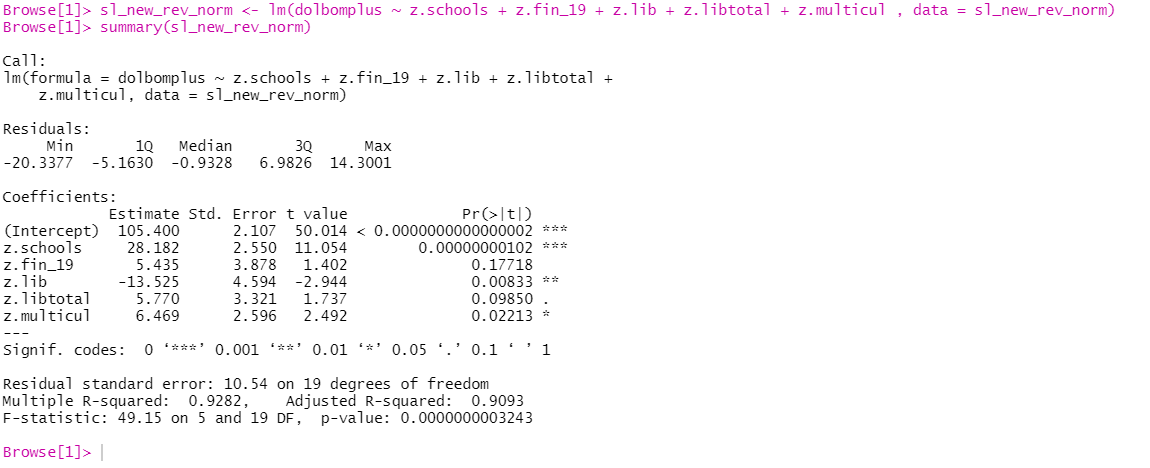 Browse[1]> sl_new_rev_norm <- lm(dolbomplus ~ z.schools + z.fin_19 + z.lib + z.libtotal + z.multicul , data = sl_new_rev_norm)
Browse[1]> summary(sl_new_rev_norm)
Call:
lm(formula = dolbomplus ~ z.schools + z.fin_19 + z.lib + z.libtotal +
    z.multicul, data = sl_new_rev_norm)
Residuals:
     Min       1Q   Median       3Q      Max
-20.3377  -5.1630  -0.9328   6.9826  14.3001
Coefficients:
            Estimate Std. Error t value             Pr(>|t|)
(Intercept)  105.400      2.107  50.014 < 0.0000000000000002 ***
z.schools     28.182      2.550  11.054        0.00000000102 ***
z.fin_19       5.435      3.878   1.402              0.17718
z.lib        -13.525      4.594  -2.944              0.00833 **
z.libtotal     5.770      3.321   1.737              0.09850 .
z.multicul     6.469      2.596   2.492              0.02213 *
---
Signif. codes:  0 ‘***’ 0.001 ‘**’ 0.01 ‘*’ 0.05 ‘.’ 0.1 ‘ ’ 1
Residual standard error: 10.54 on 19 degrees of freedom
Multiple R-squared:  0.9282,    Adjusted R-squared:  0.9093
F-statistic: 49.15 on 5 and 19 DF,  p-value: 0.0000000003243
Browse[1]>